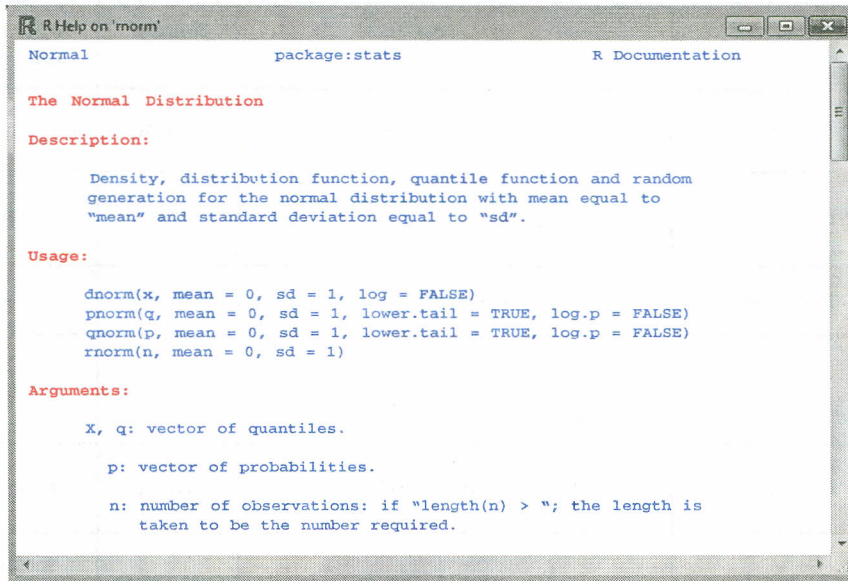 R R Help on 'rnorm'
Normal package:stats R Documentation
The Normal Distribution
Description:
Density, distribution function, quantile function and random
generation for the normal distribution with mean equal to
"mean" and standard deviation equal to "sd".
Usage:
dnorm(x, mean = 0, sd = 1, log = FALSE)
pnorm(q, mean = 0, sd = 1, lower.tail = TRUE, log.p = FALSE)
qnorm(p, mean = 0, sd = 1, lower.tail = TRUE, log.p = FALSE)
rnorm(n, mean = 0, sd = 1)
Arguments:
X, q: vector of quantiles.
p: vector of probabilities.
n: number of observations: if "length(n) > "; the length is
taken to be the number required.